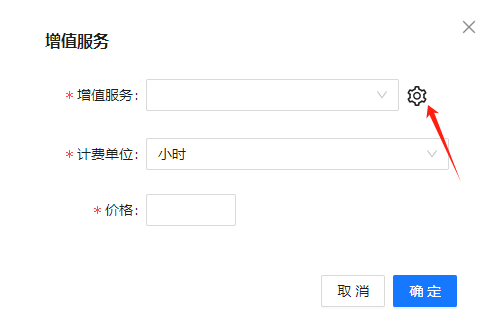 增值服务
* 增值服务:
* 计费单位: 小时
* 价格:
取 消 确 定